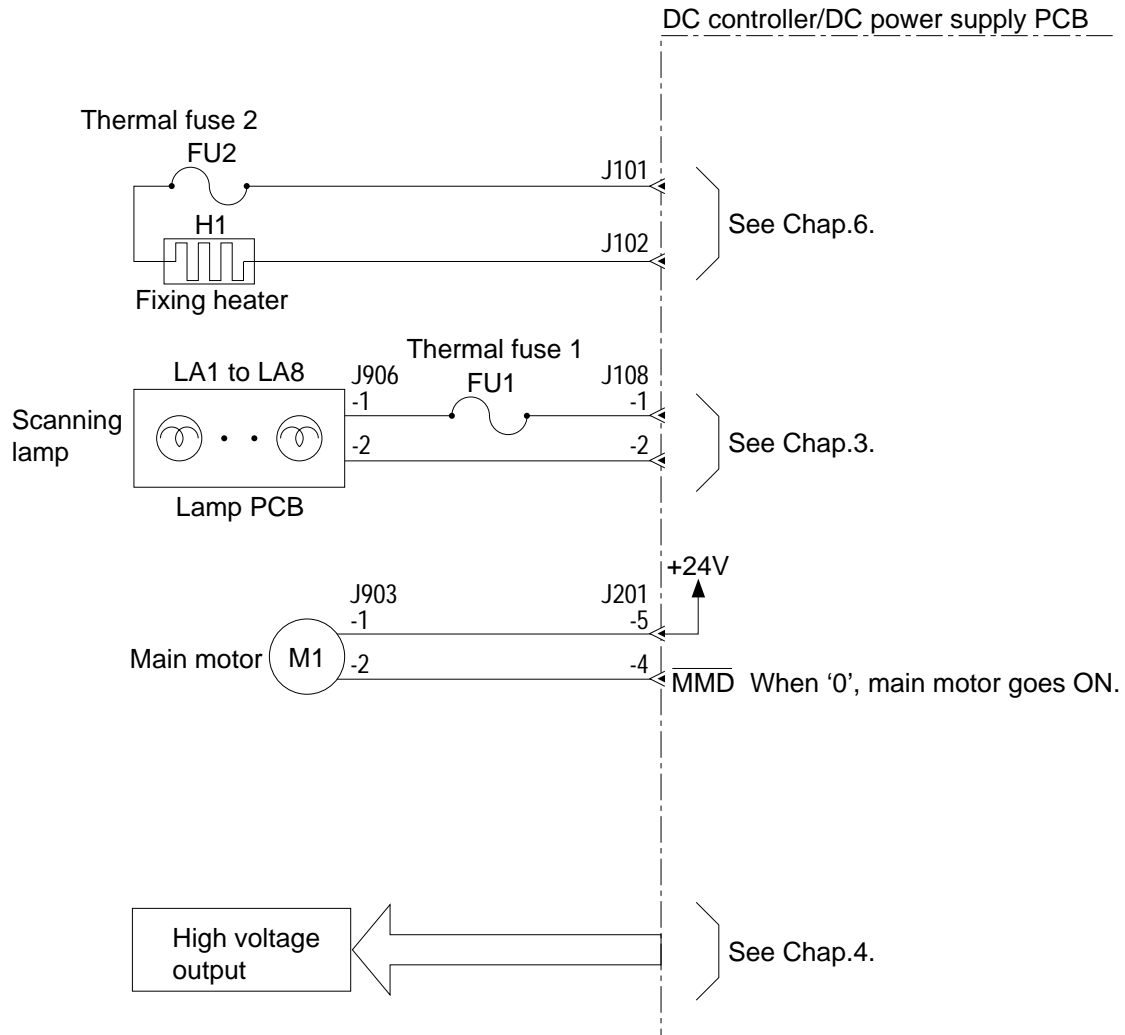 DC controller/DC power supply PCB
Thermal fuse 2
FU2
J101
H1
J102
See Chap.6.
Fixing heater
Thermal fuse 1
LA1 to LA8
J906
FU1
J108
-1
-1
Scanning
lamp
-2
-2
See Chap.3.
Lamp PCB
+24V
J903
J201
-1
-5
Main motor
M1
-2
-4
MMD When ‘0’, main motor goes ON.
High voltage
output
See Chap.4.